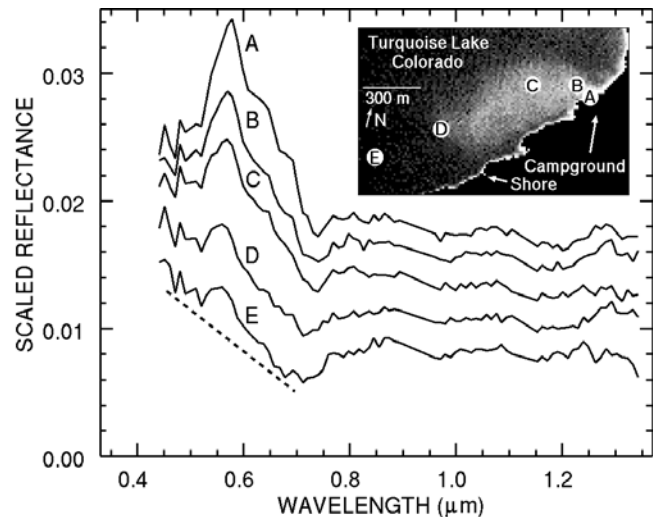 SCALED REFLECTANCE
0.03
0.02
0.01
0.00
A
B
C
D
E
Turquoise Lake
Colorado
300 m
N
C
B
A
D
E
Campground
Shore
0.4 0.6 0.8 1.0 1.2
WAVELENGTH (μm)